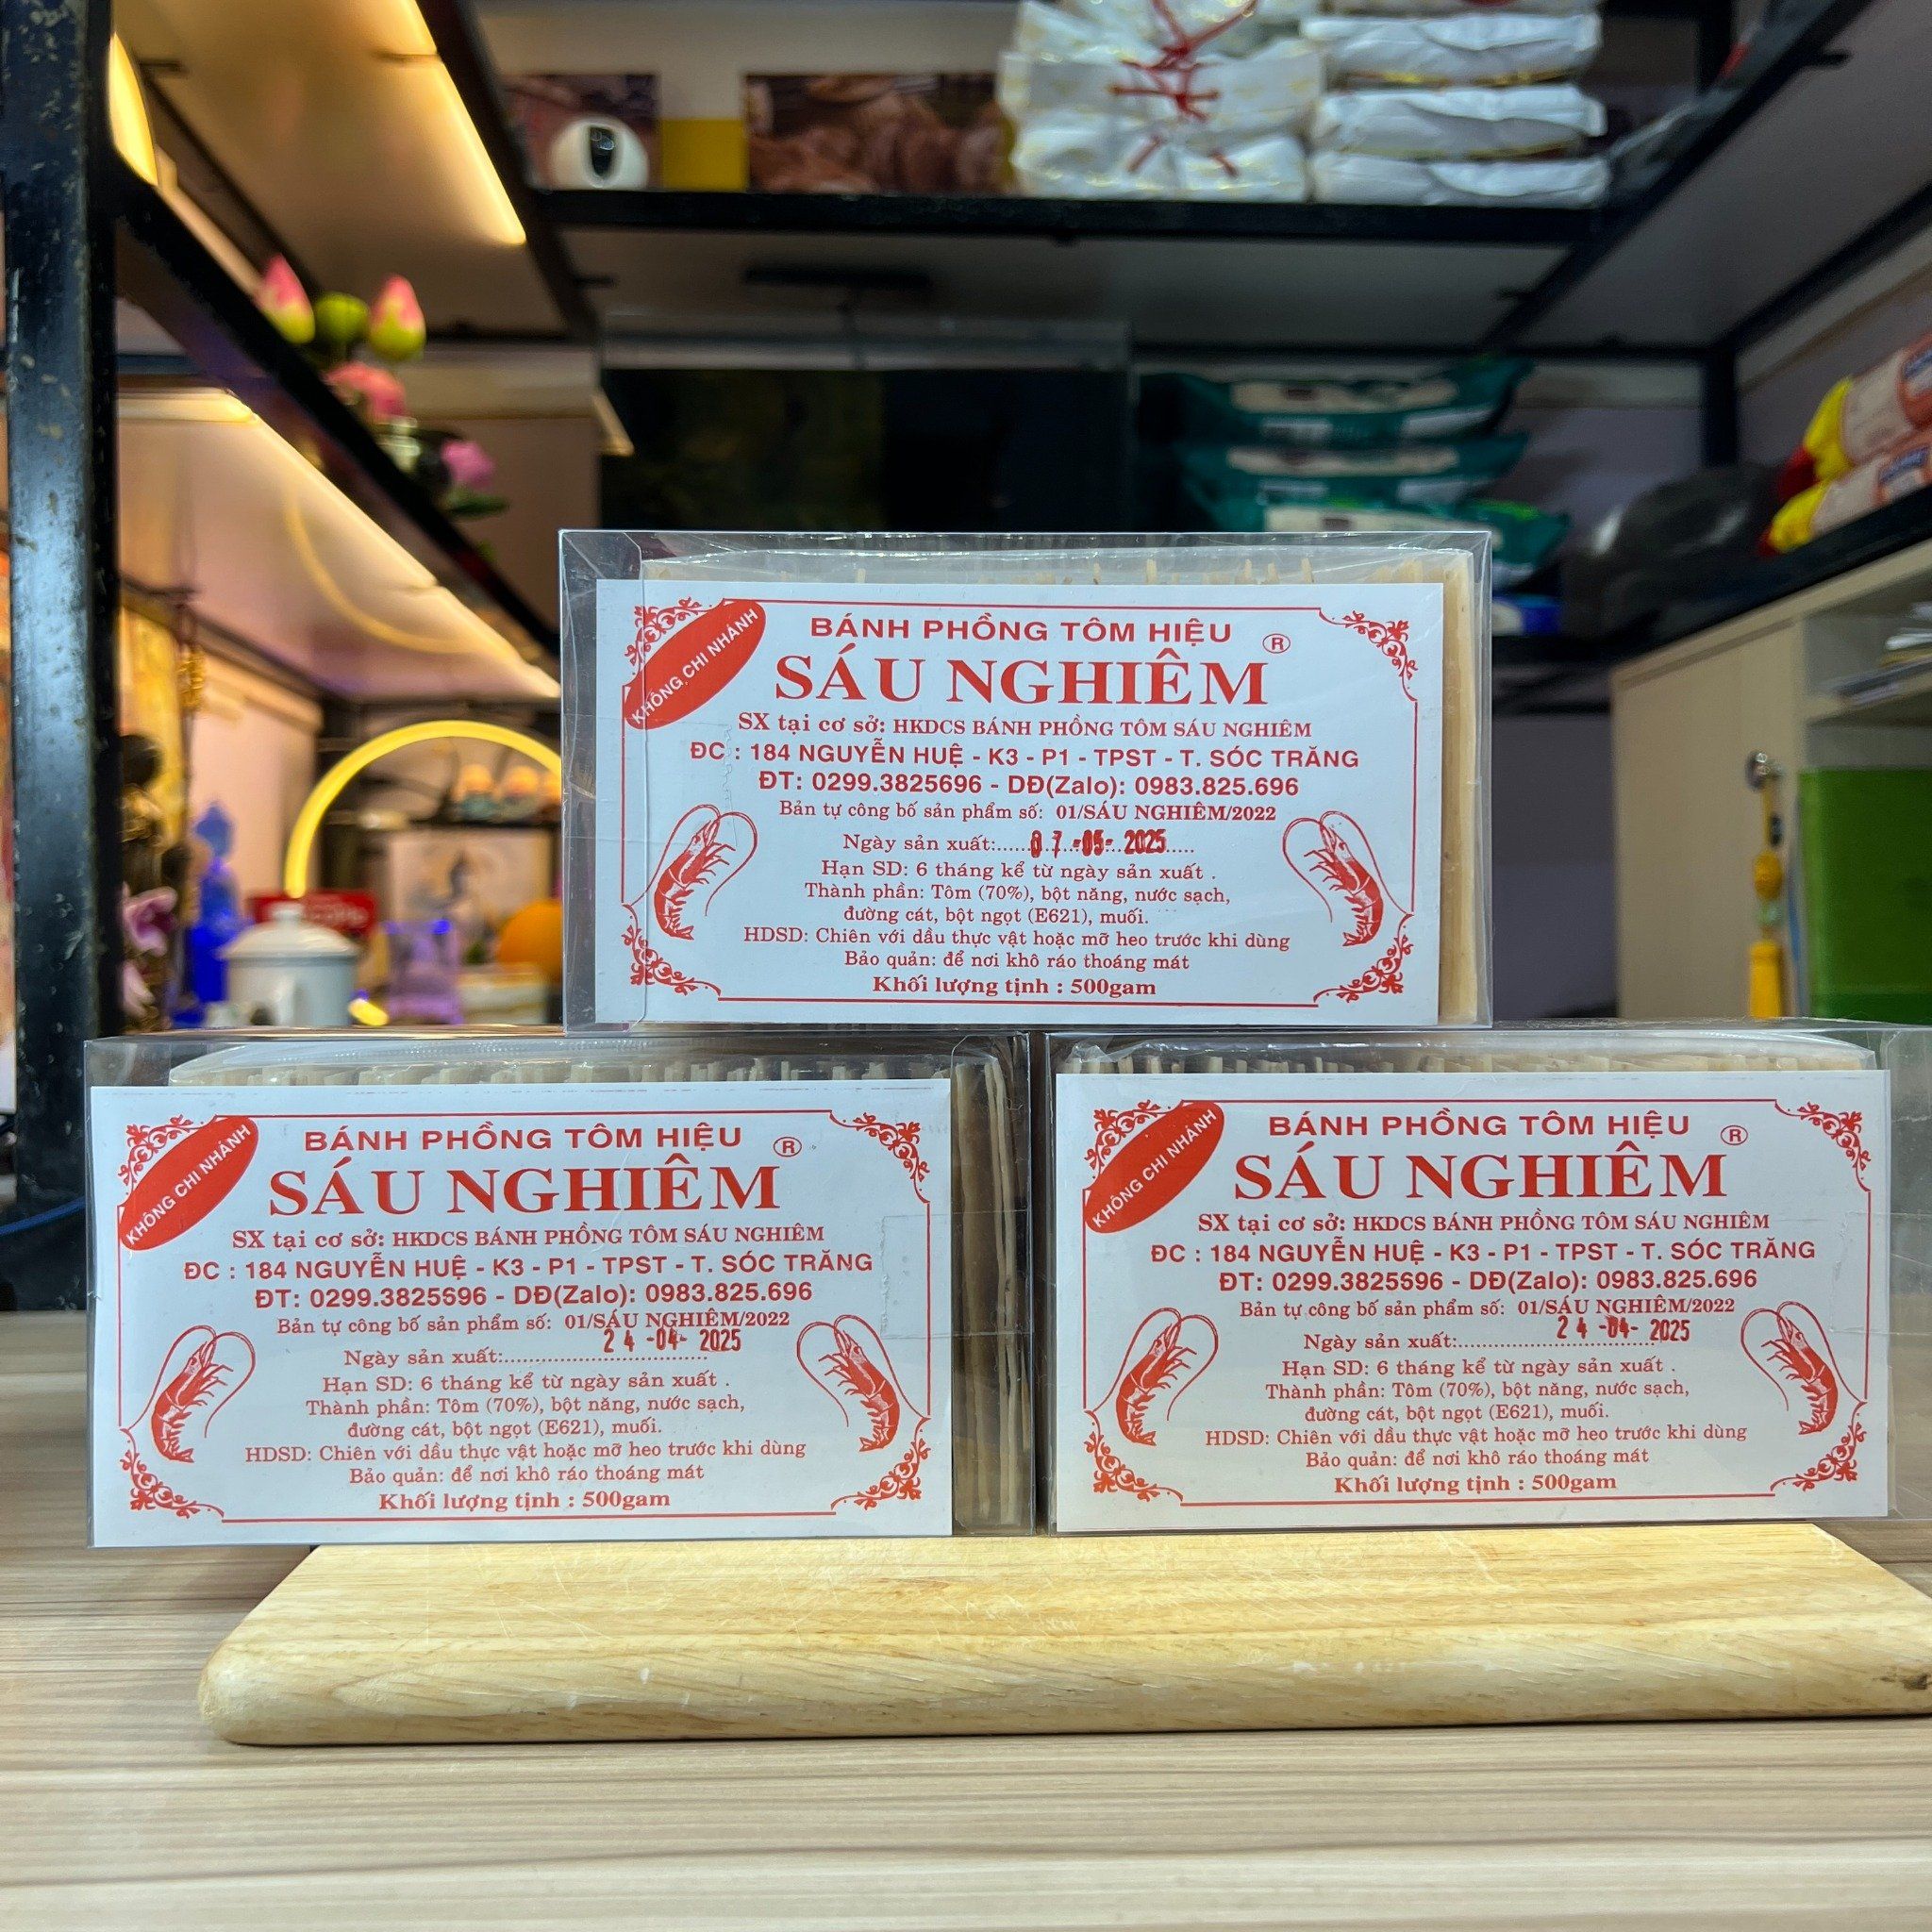 KHÔNG CHI NHÁNH
BÁNH PHỒNG TÔM HIỆU ®
SÁU NGHIÊM
SX tại cơ sở: HKDCS BÁNH PHỒNG TÔM SÁU NGHIÊM
ĐC : 184 NGUYỄN HUỆ - K3 - P1 - TPST - T. SÓC TRĂNG
ĐT: 0299.3825696 - DĐ(Zalo): 0983.825.696
Bản tự công bố sản phẩm số: 01/SÁU NGHIÊM/2022
Ngày sản xuất:......07-05-2025.....
Hạn SD: 6 tháng kể từ ngày sản xuất .
Thành phần: Tôm (70%), bột năng, nước sạch,
đường cát, bột ngọt (E621), muối.
HDSD: Chiên với dầu thực vật hoặc mỡ heo trước khi dùng
Bảo quản: để nơi khô ráo thoáng mát
Khối lượng tịnh : 500gam
KHÔNG CHI NHÁNH
BÁNH PHỒNG TÔM HIỆU ®
SÁU NGHIÊM
SX tại cơ sở: HKDCS BÁNH PHỒNG TÔM SÁU NGHIÊM
ĐC : 184 NGUYỄN HUỆ - K3 - P1 - TPST - T. SÓC TRĂNG
ĐT: 0299.3825696 - DĐ(Zalo): 0983.825.696
Bản tự công bố sản phẩm số: 01/SÁU NGHIÊM/2022
24-04-2025
Ngày sản xuất:..................................
Hạn SD: 6 tháng kể từ ngày sản xuất .
Thành phần: Tôm (70%), bột năng, nước sạch,
đường cát, bột ngọt (E621), muối.
HDSD: Chiên với dầu thực vật hoặc mỡ heo trước khi dùng
Bảo quản: để nơi khô ráo thoáng mát
Khối lượng tịnh : 500gam
KHÔNG CHI NHÁNH
BÁNH PHỒNG TÔM HIỆU ®
SÁU NGHIÊM
SX tại cơ sở: HKDCS BÁNH PHỒNG TÔM SÁU NGHIÊM
ĐC : 184 NGUYỄN HUỆ - K3 - P1 - TPST - T. SÓC TRĂNG
ĐT: 0299.3825696 - DĐ(Zalo): 0983.825.696
Bản tự công bố sản phẩm số: 01/SÁU NGHIÊM/2022
24-04-2025
Ngày sản xuất:..................................
Hạn SD: 6 tháng kể từ ngày sản xuất .
Thành phần: Tôm (70%), bột năng, nước sạch,
đường cát, bột ngọt (E621), muối.
HDSD: Chiên với dầu thực vật hoặc mỡ heo trước khi dùng
Bảo quản: để nơi khô ráo thoáng mát
Khối lượng tịnh : 500gam